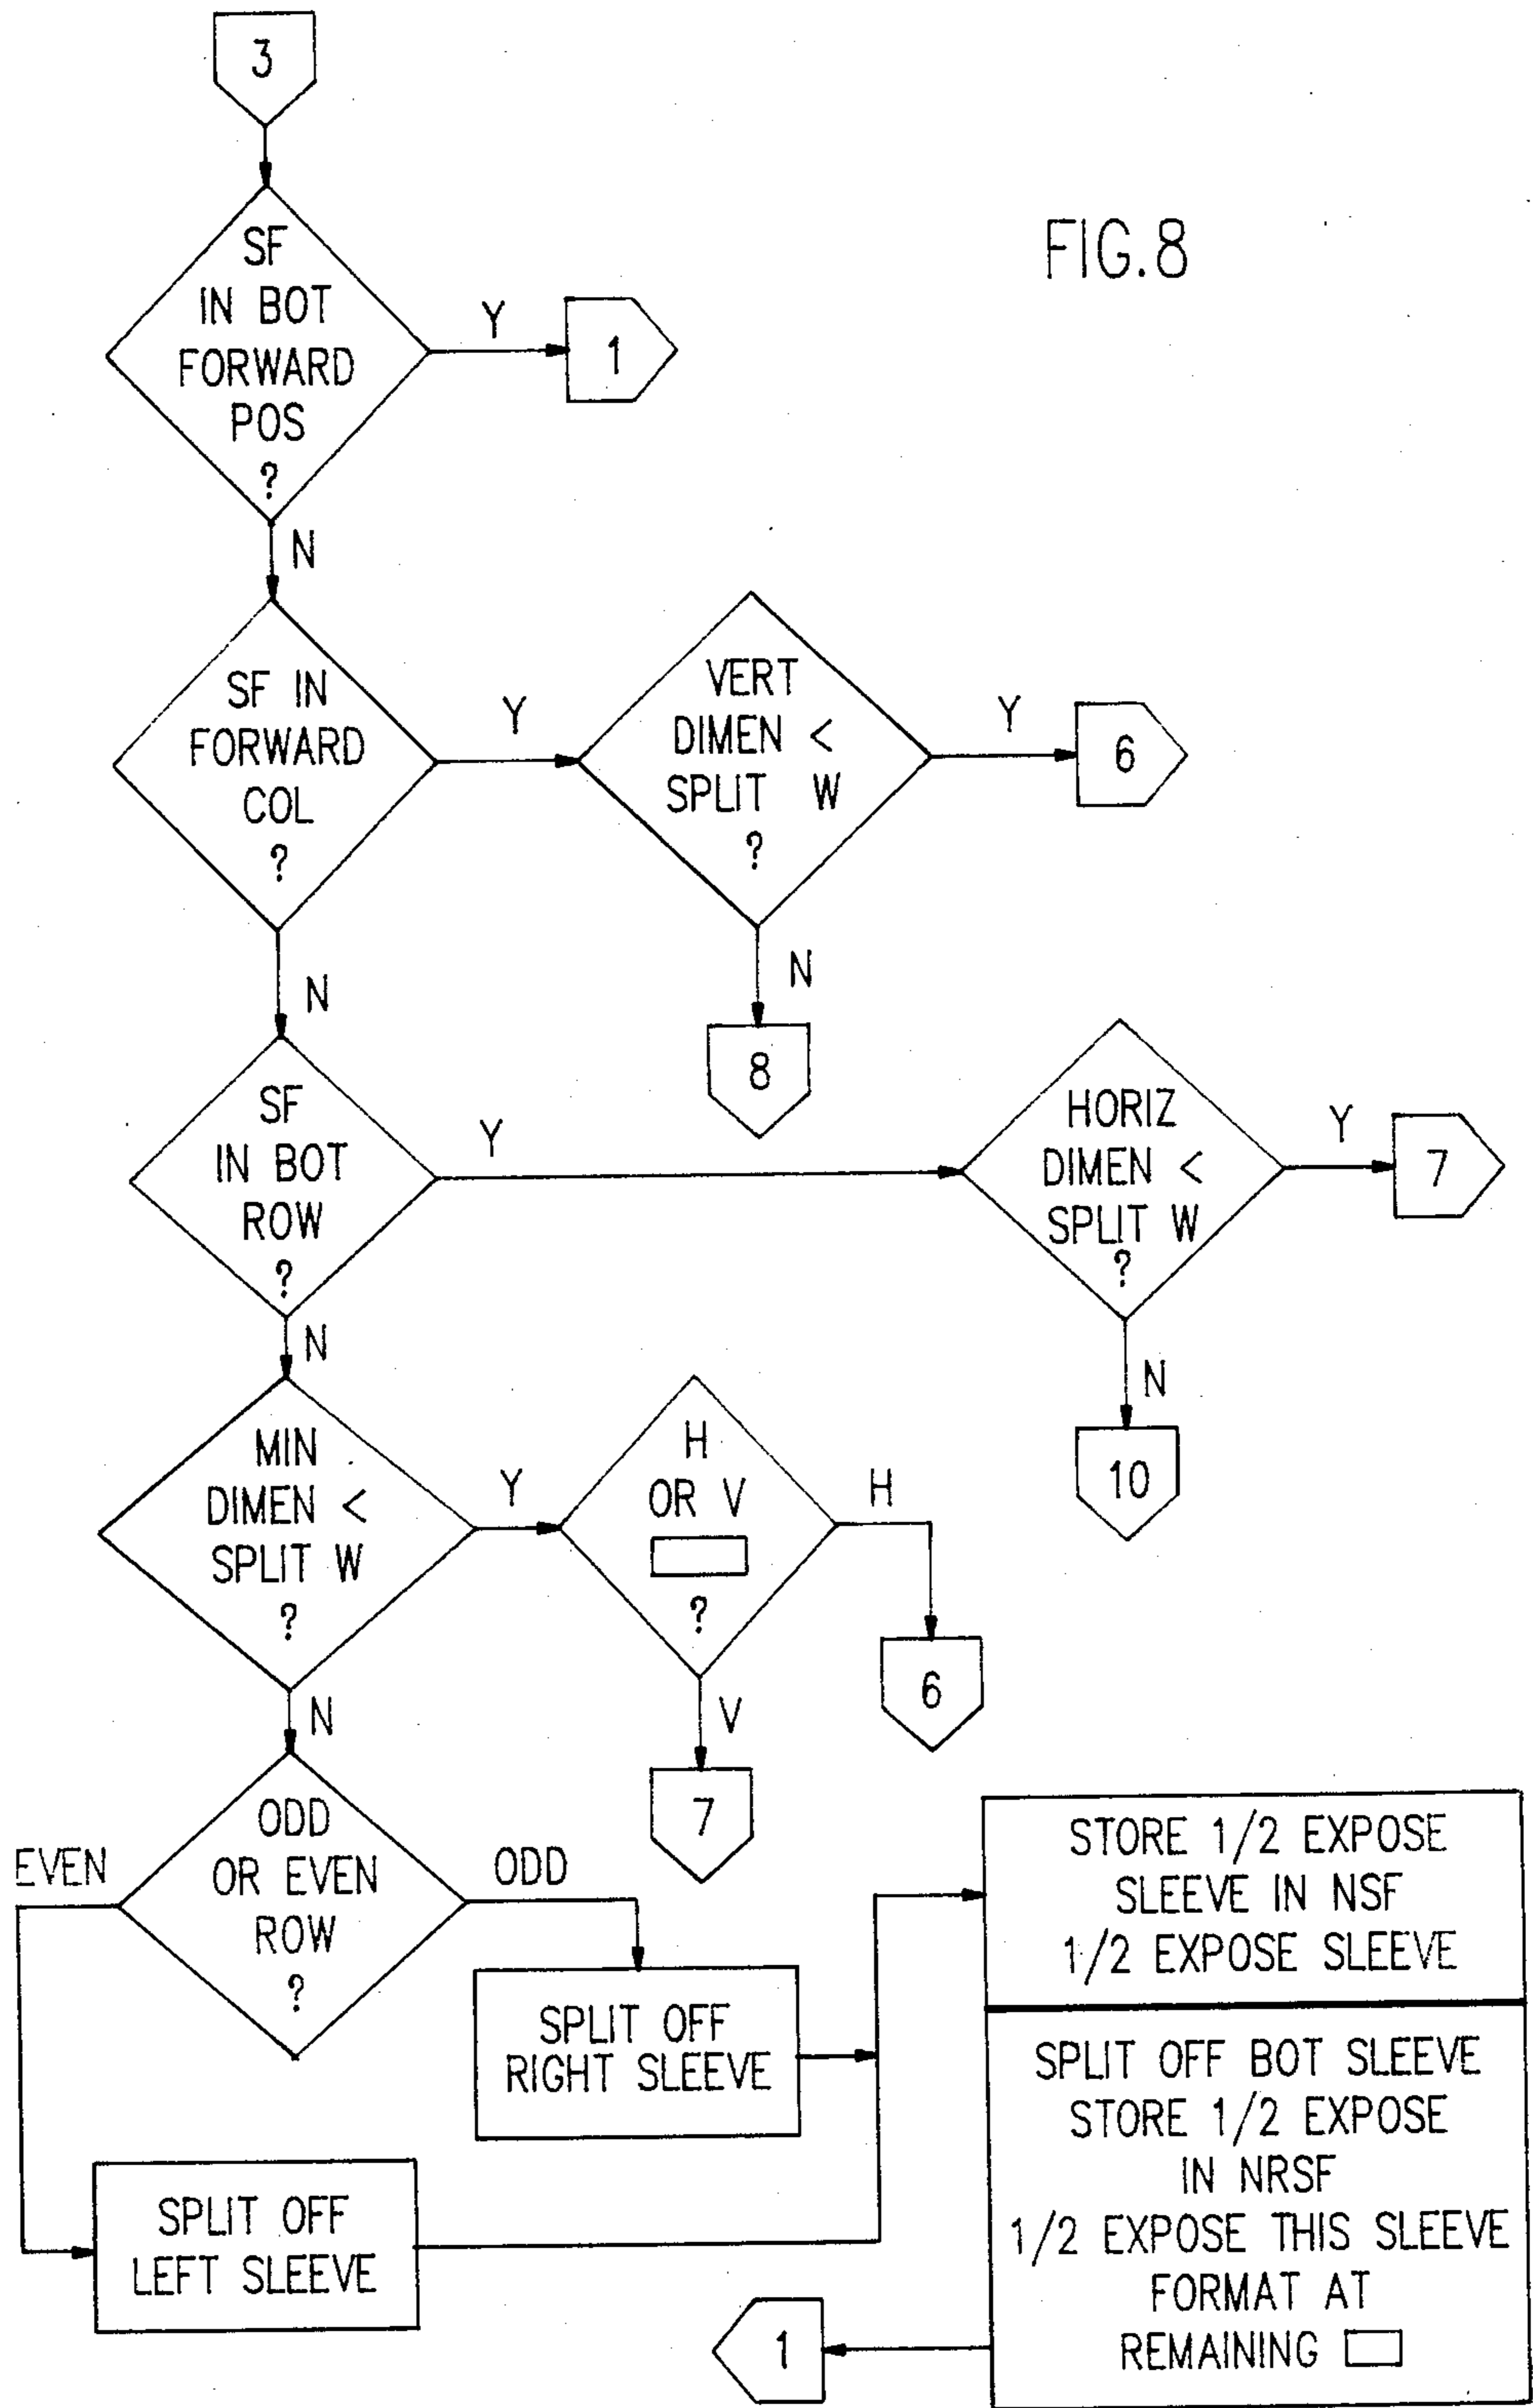 3
FIG.8
SF
IN BOT
FORWARD
POS
?
Y
1
N
SF IN
FORWARD
COL
?
Y
VERT
DIMEN <
SPLIT W
?
Y
6
N
8
N
SF
IN BOT
ROW
?
Y
HORIZ
DIMEN <
SPLIT W
?
Y
7
N
10
N
MIN
DIMEN <
SPLIT W
?
Y
H
OR V
?
H
6
V
7
N
ODD
OR EVEN
ROW
?
EVEN
ODD
SPLIT OFF
RIGHT SLEEVE
SPLIT OFF
LEFT SLEEVE
STORE 1/2 EXPOSE
SLEEVE IN NSF
1/2 EXPOSE SLEEVE
SPLIT OFF BOT SLEEVE
STORE 1/2 EXPOSE
IN NRSF
1/2 EXPOSE THIS SLEEVE
FORMAT AT
REMAINING
1